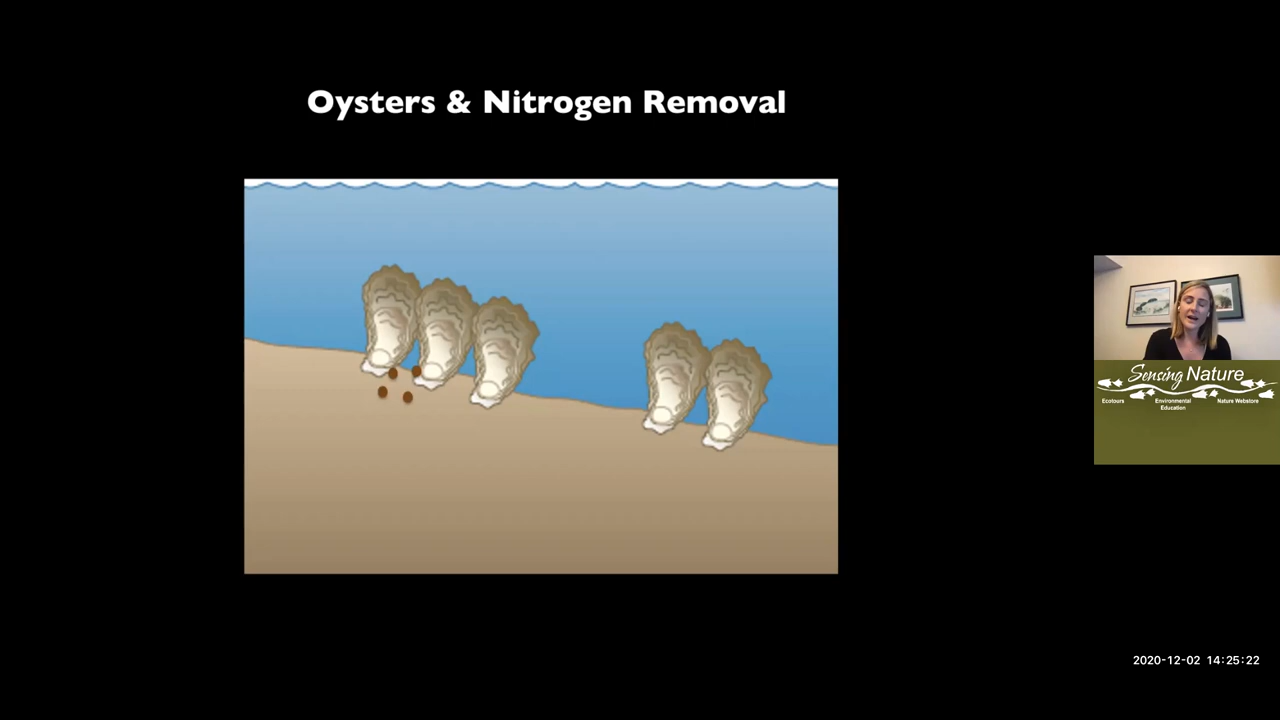 Oysters & Nitrogen Removal
Sensing Nature
Ecotours
Environmental
Education
Nature Webstore
2020-12-02 14:25:22